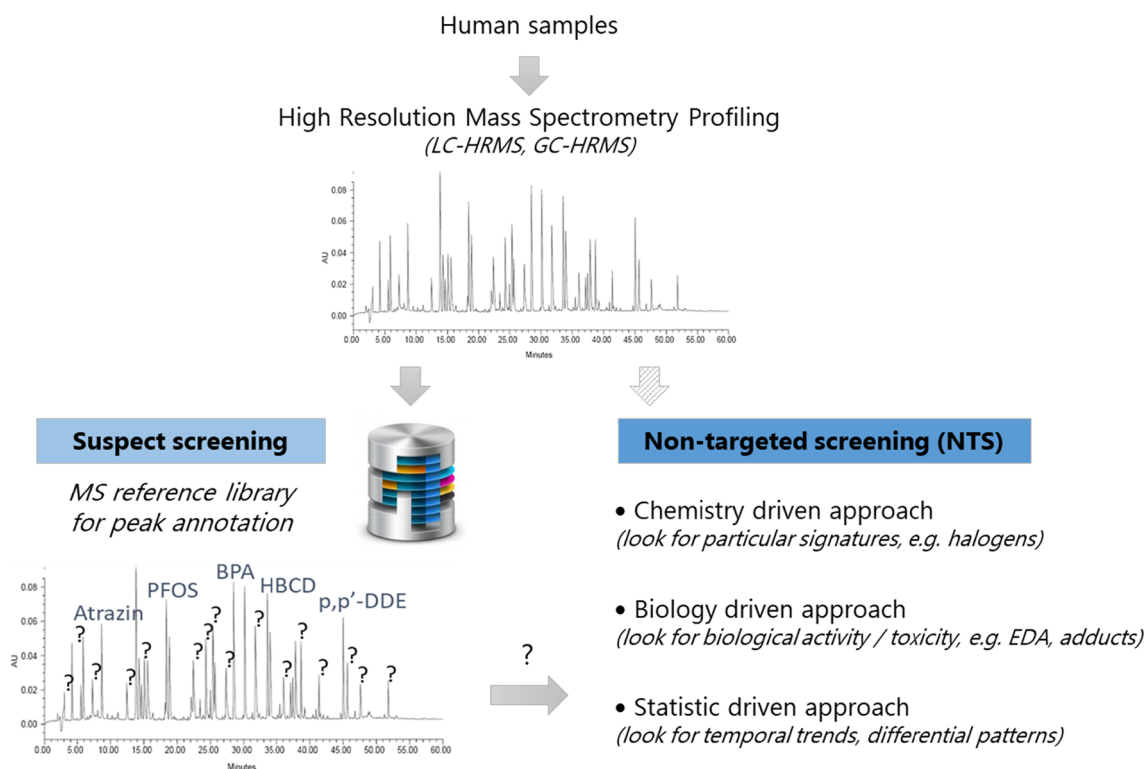 Human samples
High Resolution Mass Spectrometry Profiling
(LC-HRMS, GC-HRMS)
0.08
0.06
0.04
0.02
0.00
AU
0.00 5.00 10.00 15.00 20.00 25.00 30.00 35.00 40.00 45.00 50.00 55.00 60.00
Minutes
Suspect screening
MS reference library
for peak annotation
Non-targeted screening (NTS)
• Chemistry driven approach
(look for particular signatures, e.g. halogens)
• Biology driven approach
(look for biological activity / toxicity, e.g. EDA, adducts)
• Statistic driven approach
(look for temporal trends, differential patterns)
?
Atrazin
PFOS
BPA
HBCD
p,p'-DDE
? ? ? ? ? ? ? ? ? ? ? ? ? ? ? ?
0.08
0.06
0.04
0.02
0.00
AU
0.00 5.00 10.00 15.00 20.00 25.00 30.00 35.00 40.00 45.00 50.00 55.00 60.00
Minutes